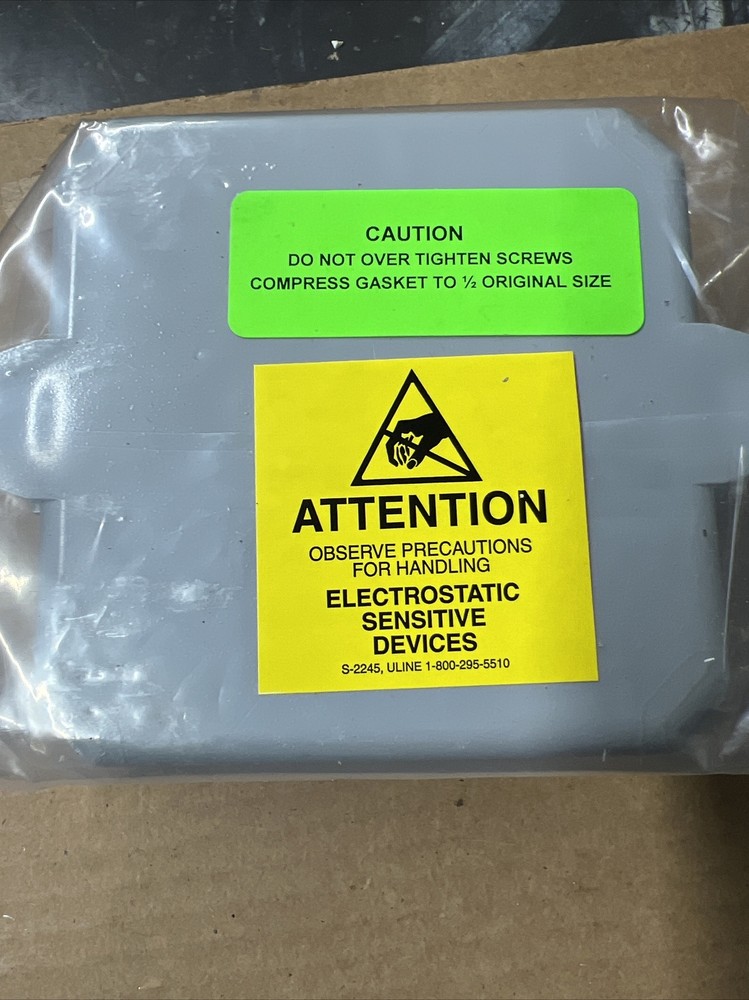 CAUTION
DO NOT OVER TIGHTEN SCREWS
COMPRESS GASKET TO ½ ORIGINAL SIZE
ATTENTION
OBSERVE PRECAUTIONS
FOR HANDLING
ELECTROSTATIC
SENSITIVE
DEVICES
S-2245, ULINE 1-800-295-5510